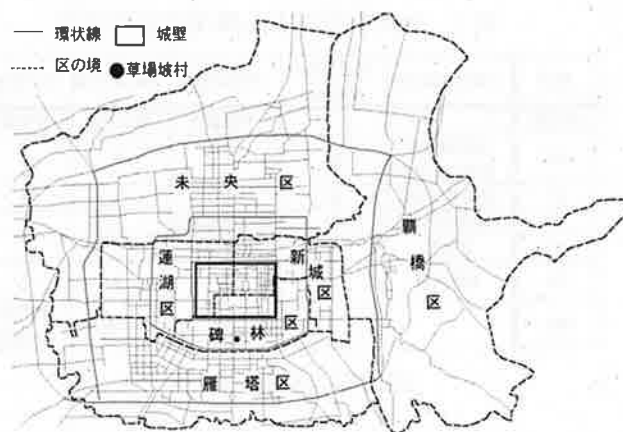 環状線 城壁
区の境 ●草場坡村
未央区
蓮湖区
新城区
覇橋区
碑林区
雁塔区